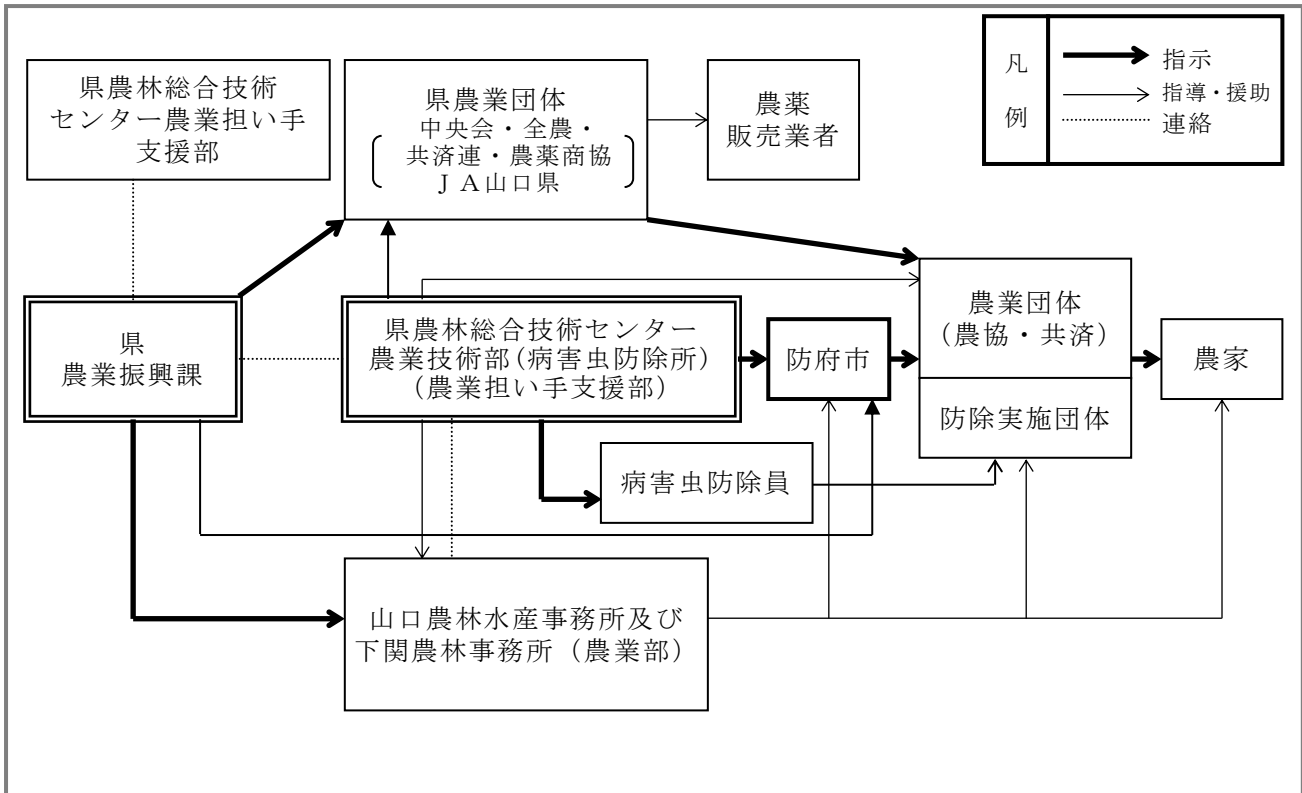 県農林総合技術
センター農業担い手
支援部
県農業団体
中央会・全農・
共済連・農薬商協
ＪＡ山口県
農薬
販売業者
凡
例
指示
指導・援助
連絡
県
農業振興課
県農林総合技術センター
農業技術部(病害虫防除所)
(農業担い手支援部)
防府市
農業団体
(農協・共済)
防除実施団体
農家
病害虫防除員
山口農林水産事務所及び
下関農林事務所（農業部）